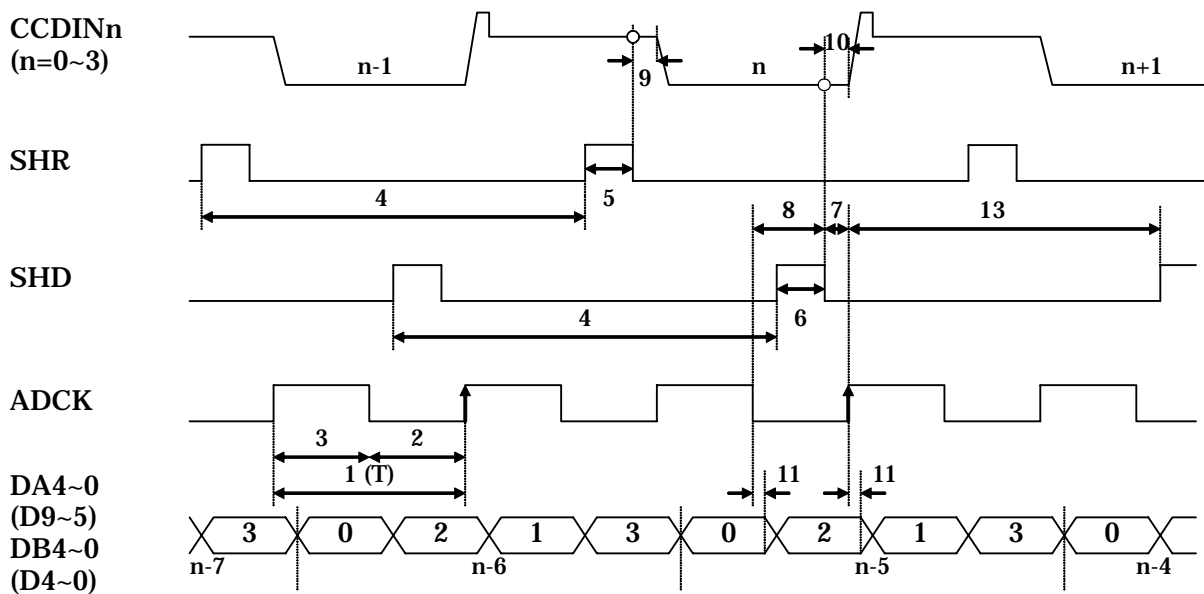 CCDINn
(n=0~3)
n-1
9
n
10
n+1
SHR
4
5
8
7
13
SHD
4
6
ADCK
3
2
1 (T)
11
11
DA4~0
(D9~5)
DB4~0
(D4~0)
3
0
2
1
3
0
2
1
3
0
n-7
n-6
n-5
n-4